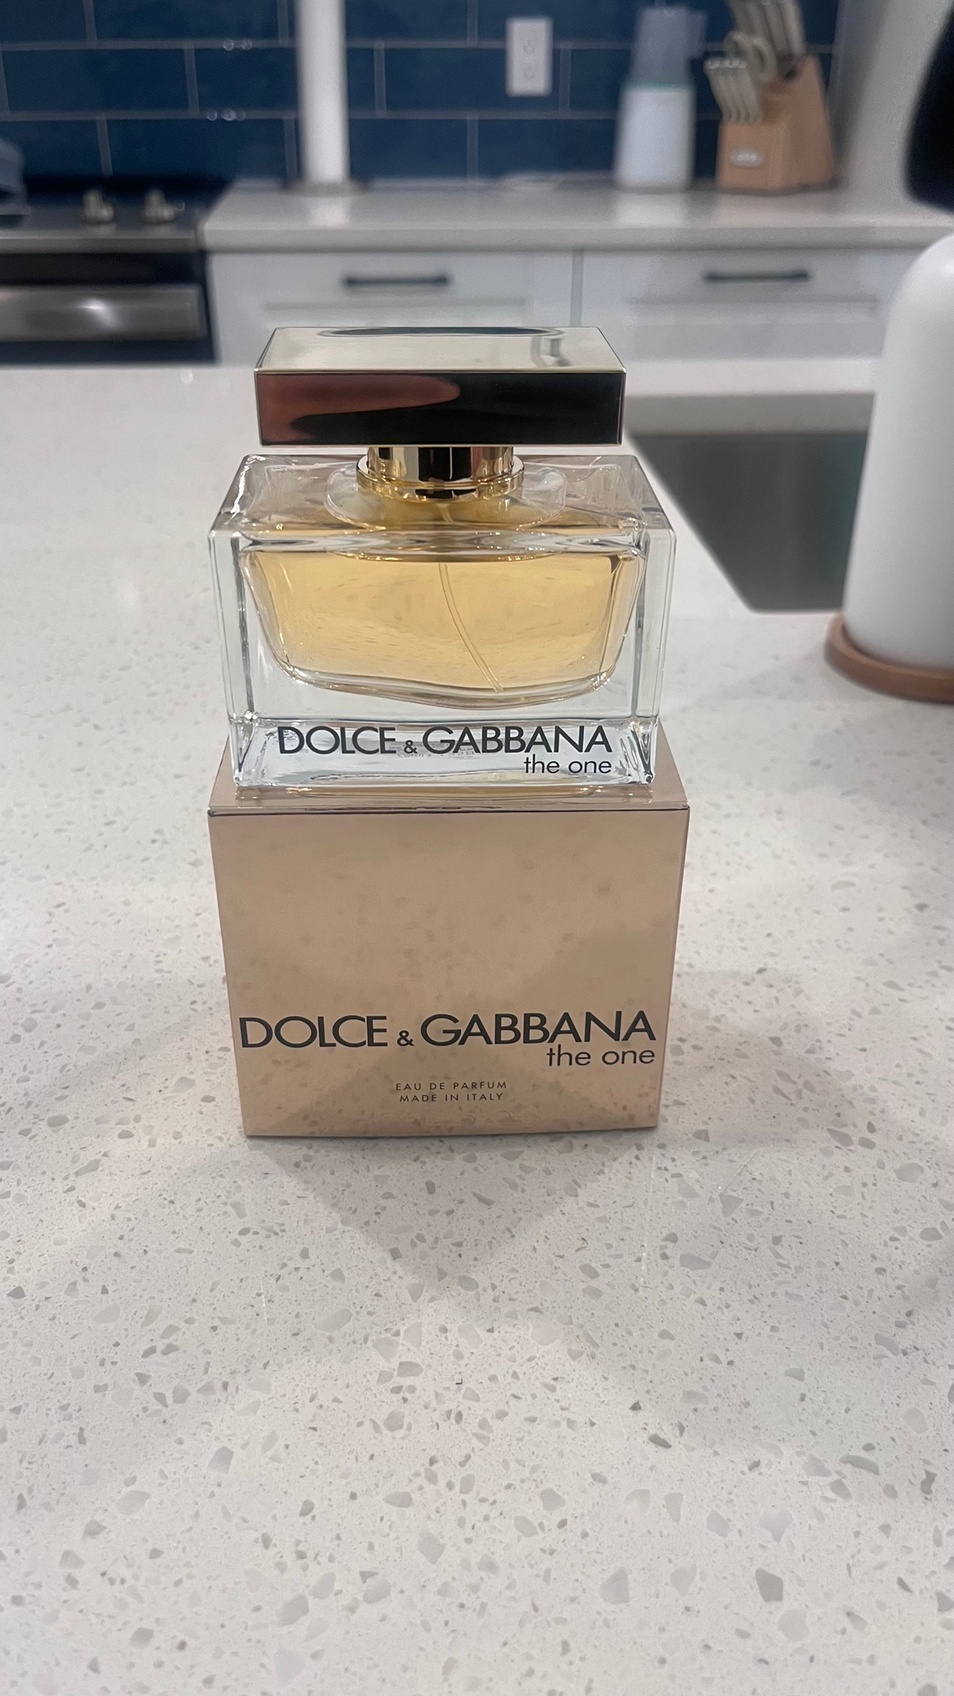 DOLCE & GABBANA
the one
DOLCE & GABBANA
the one
EAU DE PARFUM
MADE IN ITALY